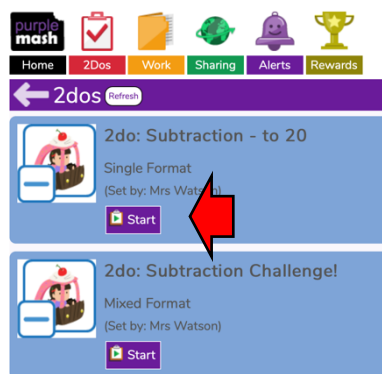 purple
mash
Home 2Dos Work Sharing Alerts Rewards
2dos Refresh
2do: Subtraction - to 20
Single Format
(Set by: Mrs Watson)
Start
2do: Subtraction Challenge!
Mixed Format
(Set by: Mrs Watson)
Start